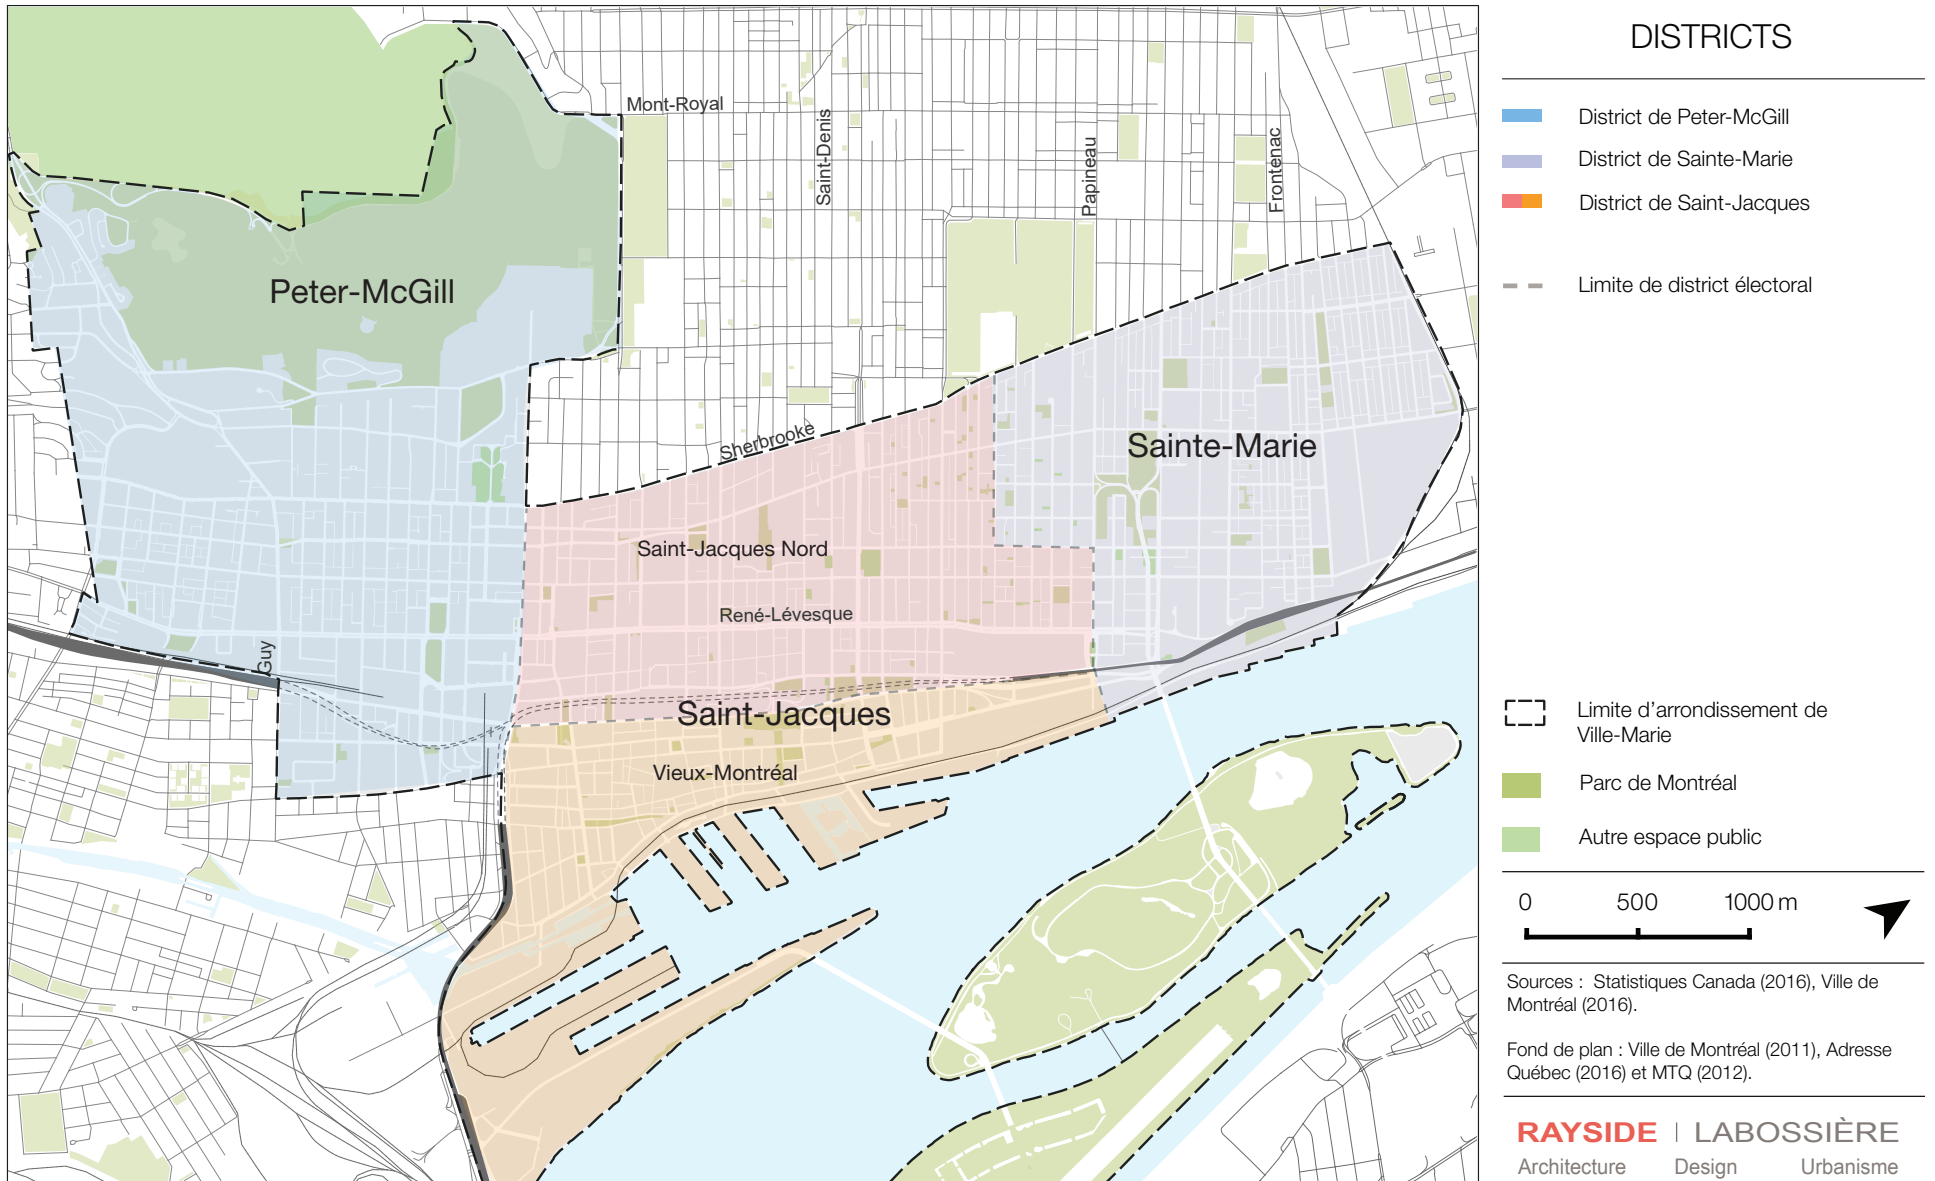 Mont-Royal
Saint-Denis
Papineau
Frontenac
Peter-McGill
Sherbrooke
Sainte-Marie
Saint-Jacques Nord
René-Lévesque
Guy
Saint-Jacques
Vieux-Montréal
DISTRICTS
District de Peter-McGill
District de Sainte-Marie
District de Saint-Jacques
Limite de district électoral
Limite d'arrondissement de
Ville-Marie
Parc de Montréal
Autre espace public
0 500 1000 m
Sources : Statistiques Canada (2016), Ville de
Montréal (2016).
Fond de plan : Ville de Montréal (2011), Adresse
Québec (2016) et MTQ (2012).
RAYSIDE | LABOSSIÈRE
Architecture Design Urbanisme